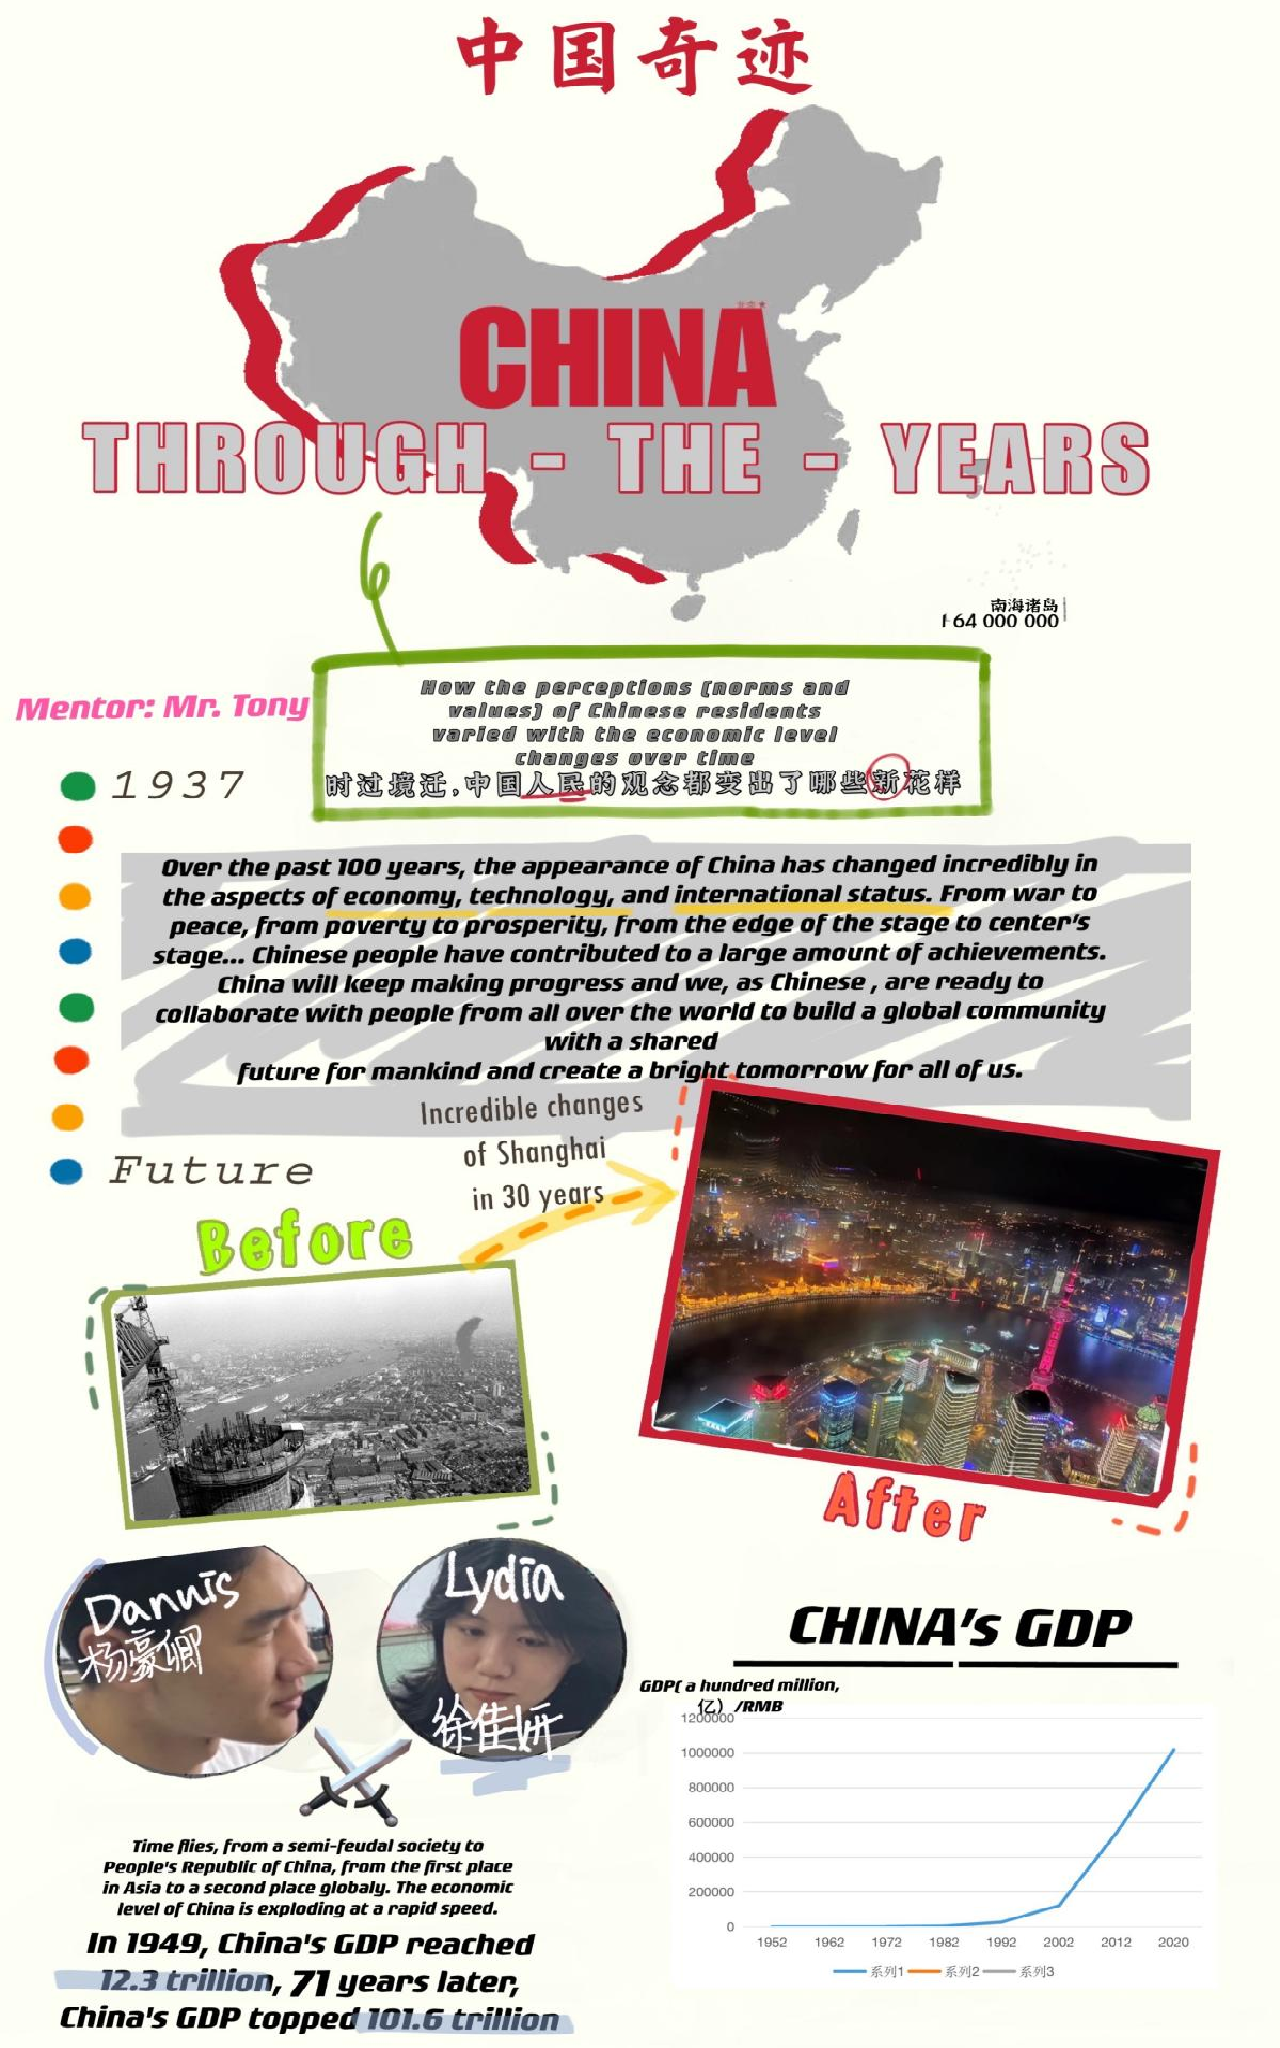 中国奇迹
CHINA
THROUGH - THE - YEARS
南海诸岛
1:64 000 000
Mentor: Mr. Tony
How the perceptions (norms and
values) of Chinese residents
varied with the economic level
changes over time
时过境迁,中国人民的观念都变出了哪些新花样
1937
Over the past 100 years, the appearance of China has changed incredibly in
the aspects of economy, technology, and international status. From war to
peace, from poverty to prosperity, from the edge of the stage to center's
stage... Chinese people have contributed to a large amount of achievements.
China will keep making progress and we, as Chinese , are ready to
collaborate with people from all over the world to build a global community
with a shared
future for mankind and create a bright tomorrow for all of us.
Future
Incredible changes
of Shanghai
in 30 years
Before
After
Dannis
杨豪卿
Lydia
徐佳妍
Time flies, from a semi-feudal society to
People's Republic of China, from the first place
in Asia to a second place globaly. The economic
level of China is exploding at a rapid speed.
In 1949, China's GDP reached
12.3 trillion, 71 years later,
China's GDP topped 101.6 trillion
CHINA's GDP
GDP( a hundred million,
亿）/RMB
1200000
1000000
800000
600000
400000
200000
0
1952 1962 1972 1982 1992 2002 2012 2020
系列1 系列2 系列3